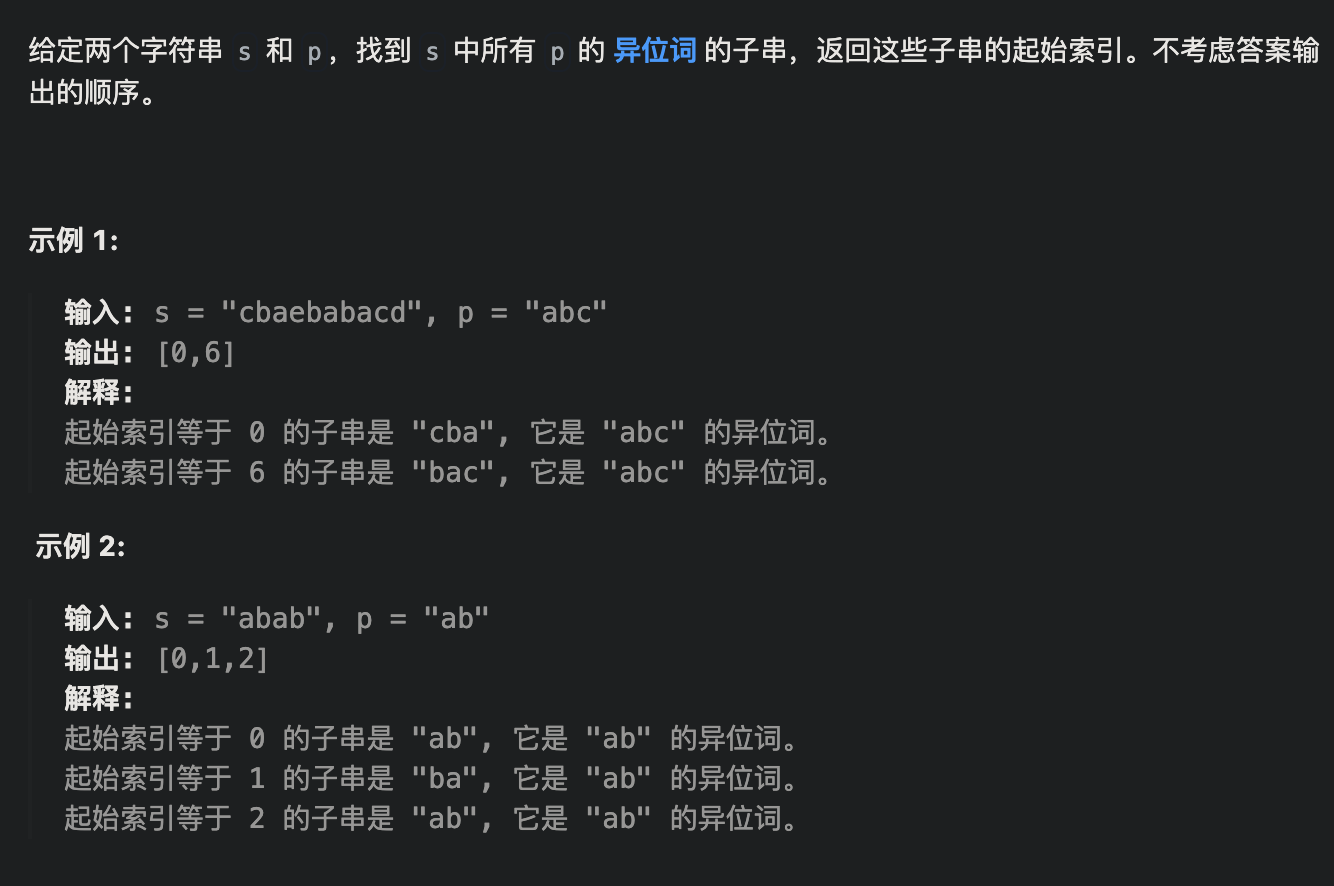 给定两个字符串 s 和 p，找到 s 中所有 p 的 异位词 的子串，返回这些子串的起始索引。不考虑答案输
出的顺序。
示例 1:
输入: s = "cbaebabacd", p = "abc"
输出: [0,6]
解释:
起始索引等于 0 的子串是 "cba", 它是 "abc" 的异位词。
起始索引等于 6 的子串是 "bac", 它是 "abc" 的异位词。
示例 2:
输入: s = "abab", p = "ab"
输出: [0,1,2]
解释:
起始索引等于 0 的子串是 "ab", 它是 "ab" 的异位词。
起始索引等于 1 的子串是 "ba", 它是 "ab" 的异位词。
起始索引等于 2 的子串是 "ab", 它是 "ab" 的异位词。